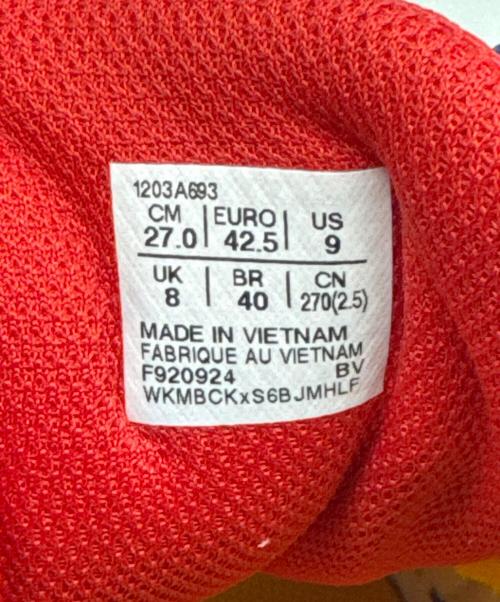 1203A693
CM | EURO | US
27.0 | 42.5 | 9
UK | BR | CN
8 | 40 | 270(2.5)
MADE IN VIETNAM
FABRIQUE AU VIETNAM
F920924 BV
WKMBCKxS6BJMHLF